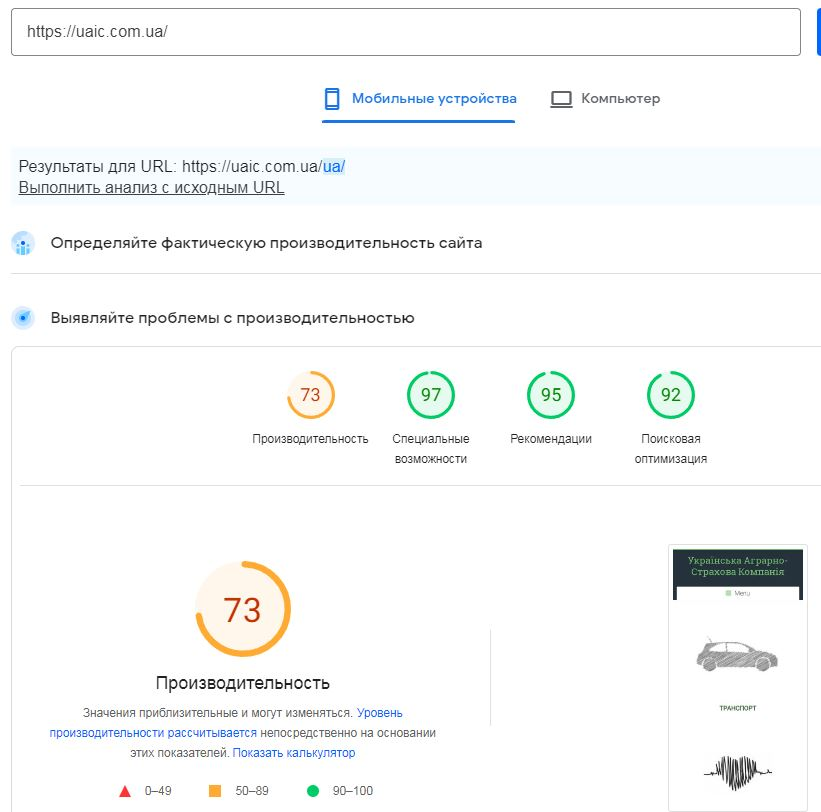 https://uaic.com.ua/
Мобильные устройства
Компьютер
Результаты для URL: https://uaic.com.ua/ua/
Выполнить анализ с исходным URL
Определяйте фактическую производительность сайта
Выявляйте проблемы с производительностью
73
97
95
92
Производительность
Специальные
возможности
Рекомендации
Поисковая
оптимизация
73
Производительность
Значения приблизительные и могут изменяться. Уровень
производительности рассчитывается непосредственно на основании
этих показателей. Показать калькулятор
0–49
50–89
90–100
Українська Аграрно-
Страхова Компанія
Menu
ТРАНСПОРТ